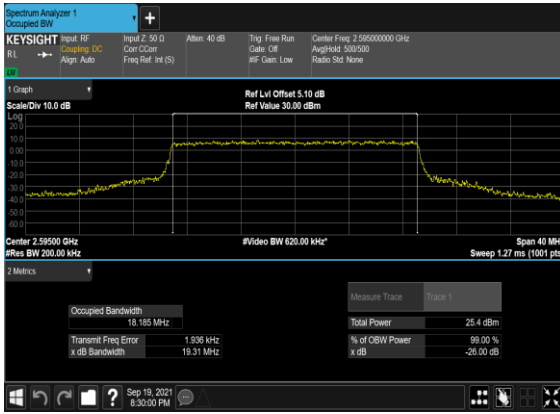 Spectrum Analyzer 1
Occupied BW
KEYSIGHT
RL
Input: RF
Coupling: DC
Align: Auto
Input Z: 50 Ω
Corr CCorr
Freq Ref: Int (S)
Atten: 40 dB
Trig: Free Run
Gate: Off
#IF Gain: Low
Center Freq: 2.595000000 GHz
Avg|Hold: 500/500
Radio Std: None
LW
1 Graph
Scale/Div 10.0 dB
Ref Lvl Offset 5.10 dB
Ref Value 30.00 dBm
Log
20.0
10.0
0.00
-10.0
-20.0
-30.0
-40.0
-50.0
-60.0
Center 2.59500 GHz
#Res BW 200.00 kHz
#Video BW 620.00 kHz*
Span 40 MH
Sweep 1.27 ms (1001 pts
2 Metrics
Measure Trace Trace 1
Occupied Bandwidth
18.185 MHz
Total Power 25.4 dBm
Transmit Freq Error 1.936 kHz
% of OBW Power 99.00 %
x dB Bandwidth 19.31 MHz
x dB -26.00 dB
?
Sep 19, 2021
8:30:00 PM